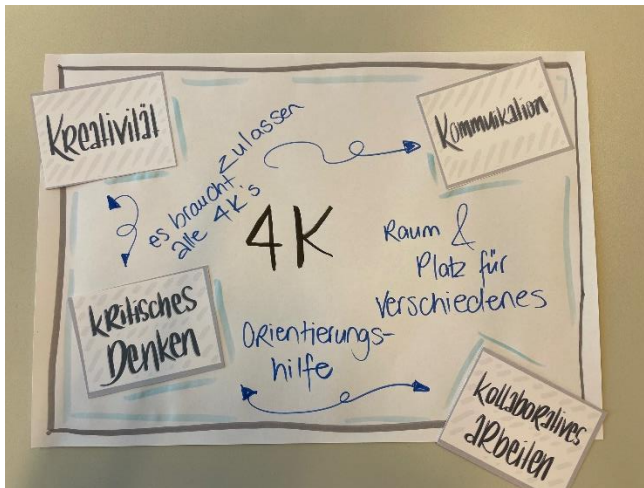 Kreativität
Kommunikation
zulassen
es braucht
alle 4K's
4K
Raum &
Platz für
verschiedenes
kritisches
Denken
Orientierungs-
hilfe
kollaboratives
arbeiten